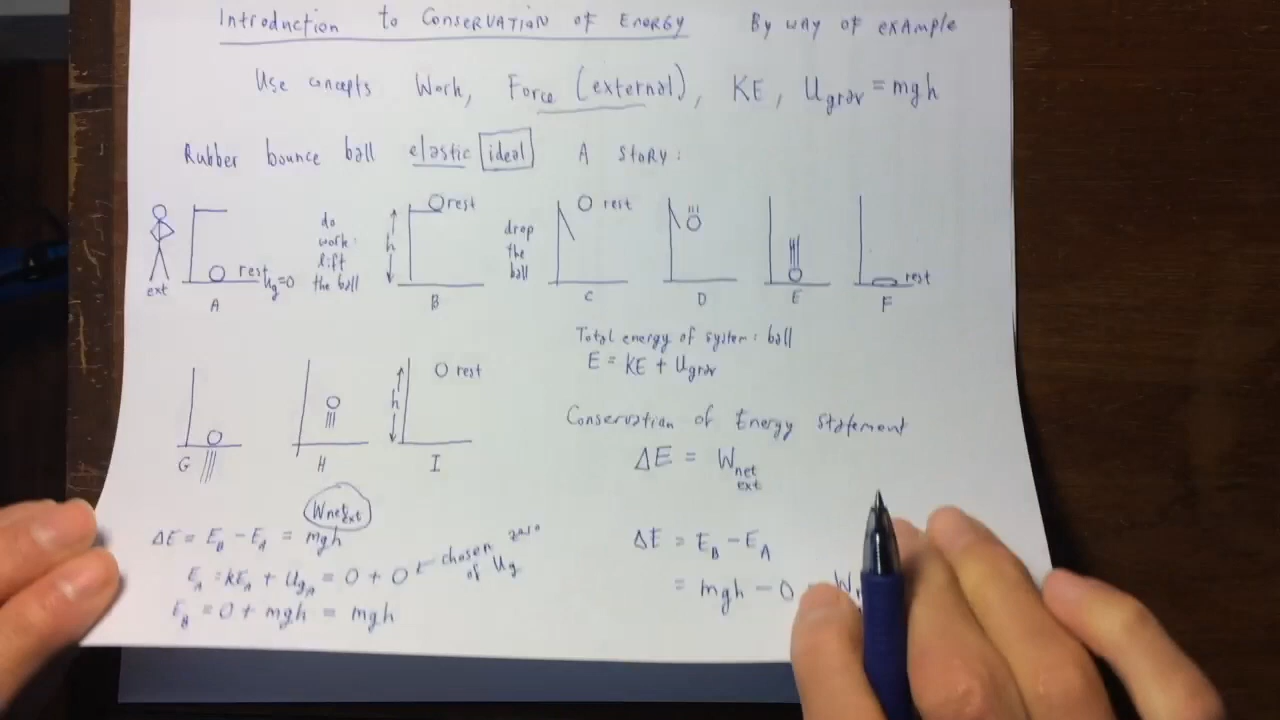 Introduction to CONSERVATION OF ENERGY By way of example
Use concepts Work, Force (external), KE, Ugrav = mgh
Rubber bounce ball elastic ideal A STORY:
ext
A
rest
Ug=0
do work: lift the ball
h
rest
B
drop the ball
rest
C
D
E
rest
F
Total energy of system: ball
E = KE + Ugrav
G
H
h
rest
I
Conservation of Energy Statement
ΔE = Wnet ext
Wnet ext
ΔE = EB - EA = mgh
EA = KEA + UgA = 0 + 0 ← chosen zero of Ug
EB = 0 + mgh = mgh
ΔE = EB - EA
= mgh - 0